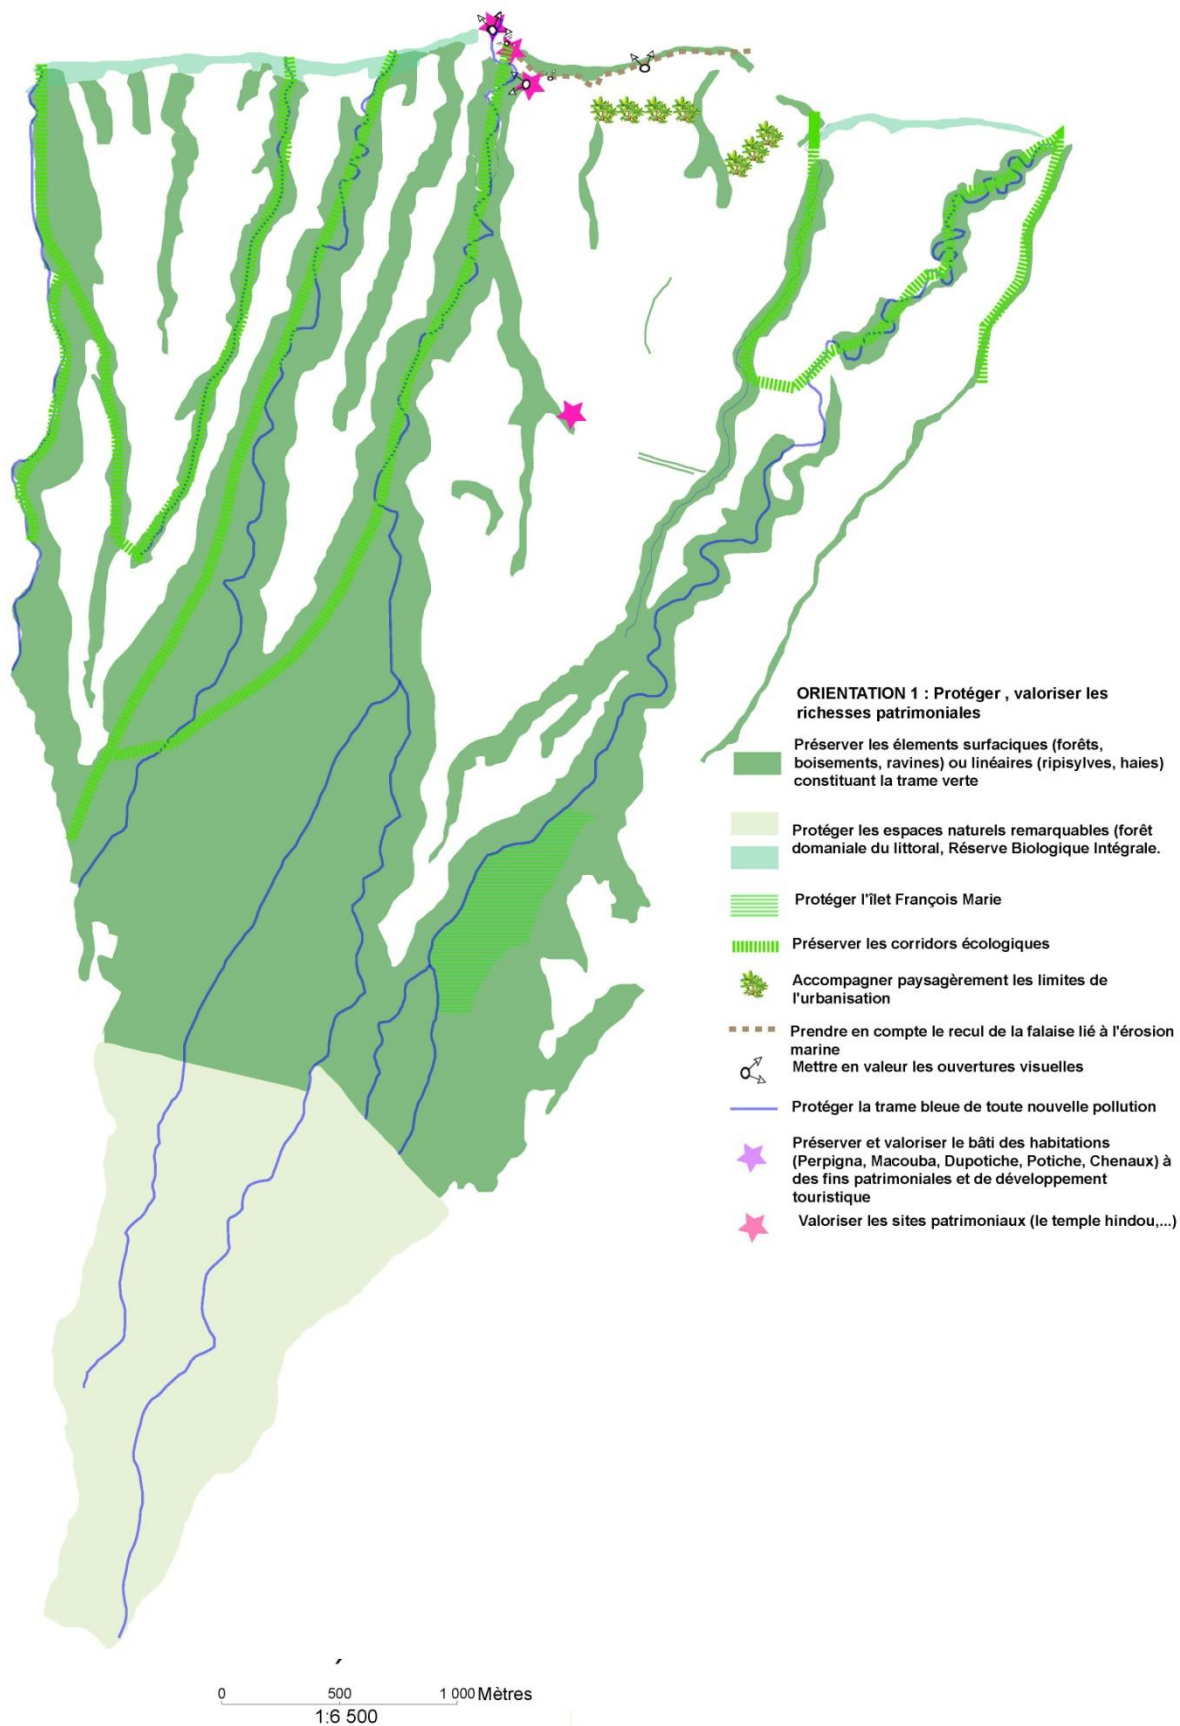 ORIENTATION 1 : Protéger , valoriser les
richesses patrimoniales
Préserver les élements surfaciques (forêts,
boisements, ravines) ou linéaires (ripisylves, haies)
constituant la trame verte
Protéger les espaces naturels remarquables (forêt
domaniale du littoral, Réserve Biologique Intégrale.
Protéger l'îlet François Marie
Préserver les corridors écologiques
Accompagner paysagèrement les limites de
l'urbanisation
Prendre en compte le recul de la falaise lié à l'érosion
marine
Mettre en valeur les ouvertures visuelles
Protéger la trame bleue de toute nouvelle pollution
Préserver et valoriser le bâti des habitations
(Perpigna, Macouba, Dupotiche, Potiche, Chenaux) à
des fins patrimoniales et de développement
touristique
Valoriser les sites patrimoniaux (le temple hindou,...)
0 500 1 000 Mètres
1:6 500